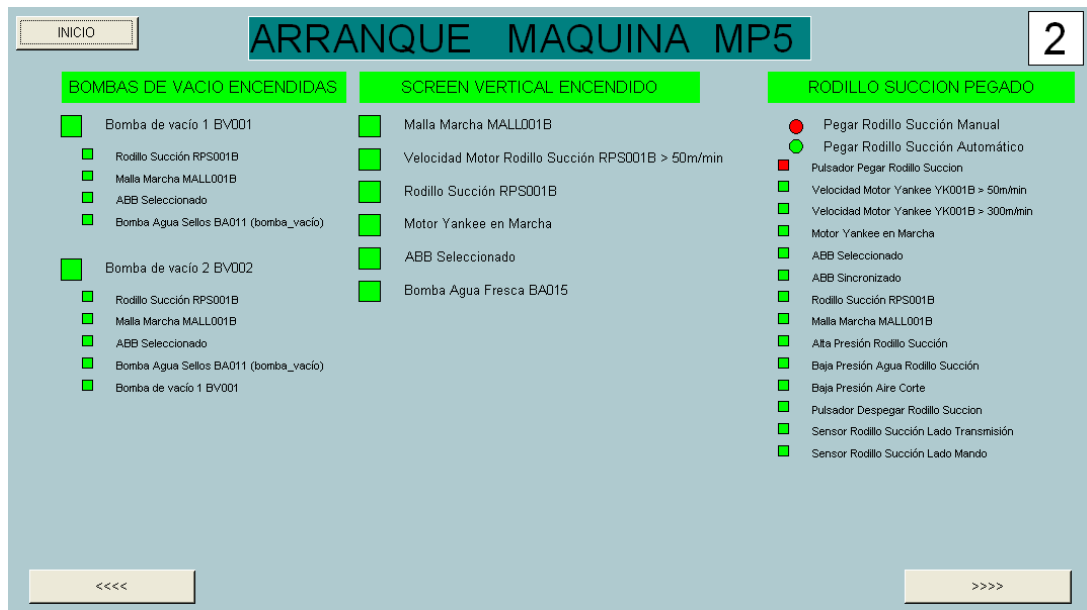 INICIO
ARRANQUE MAQUINA MP5
2
BOMBAS DE VACIO ENCENDIDAS
Bomba de vacío 1 BV001
Rodillo Succión RPS001B
Malla Marcha MALL001B
ABB Seleccionado
Bomba Agua Sellos BA011 (bomba_vacío)
Bomba de vacío 2 BV002
Rodillo Succión RPS001B
Malla Marcha MALL001B
ABB Seleccionado
Bomba Agua Sellos BA011 (bomba_vacío)
Bomba de vacío 1 BV001
SCREEN VERTICAL ENCENDIDO
Malla Marcha MALL001B
Velocidad Motor Rodillo Succión RPS001B > 50m/min
Rodillo Succión RPS001B
Motor Yankee en Marcha
ABB Seleccionado
Bomba Agua Fresca BA015
RODILLO SUCCION PEGADO
Pegar Rodillo Succión Manual
Pegar Rodillo Succión Automático
Pulsador Pegar Rodillo Succion
Velocidad Motor Yankee YK001B > 50m/min
Velocidad Motor Yankee YK001B > 300m/min
Motor Yankee en Marcha
ABB Seleccionado
ABB Sincronizado
Rodillo Succión RPS001B
Malla Marcha MALL001B
Alta Presión Rodillo Succión
Baja Presión Agua Rodillo Succión
Baja Presión Aire Corte
Pulsador Despegar Rodillo Succion
Sensor Rodillo Succión Lado Transmisión
Sensor Rodillo Succión Lado Mando
<<<<
>>>>